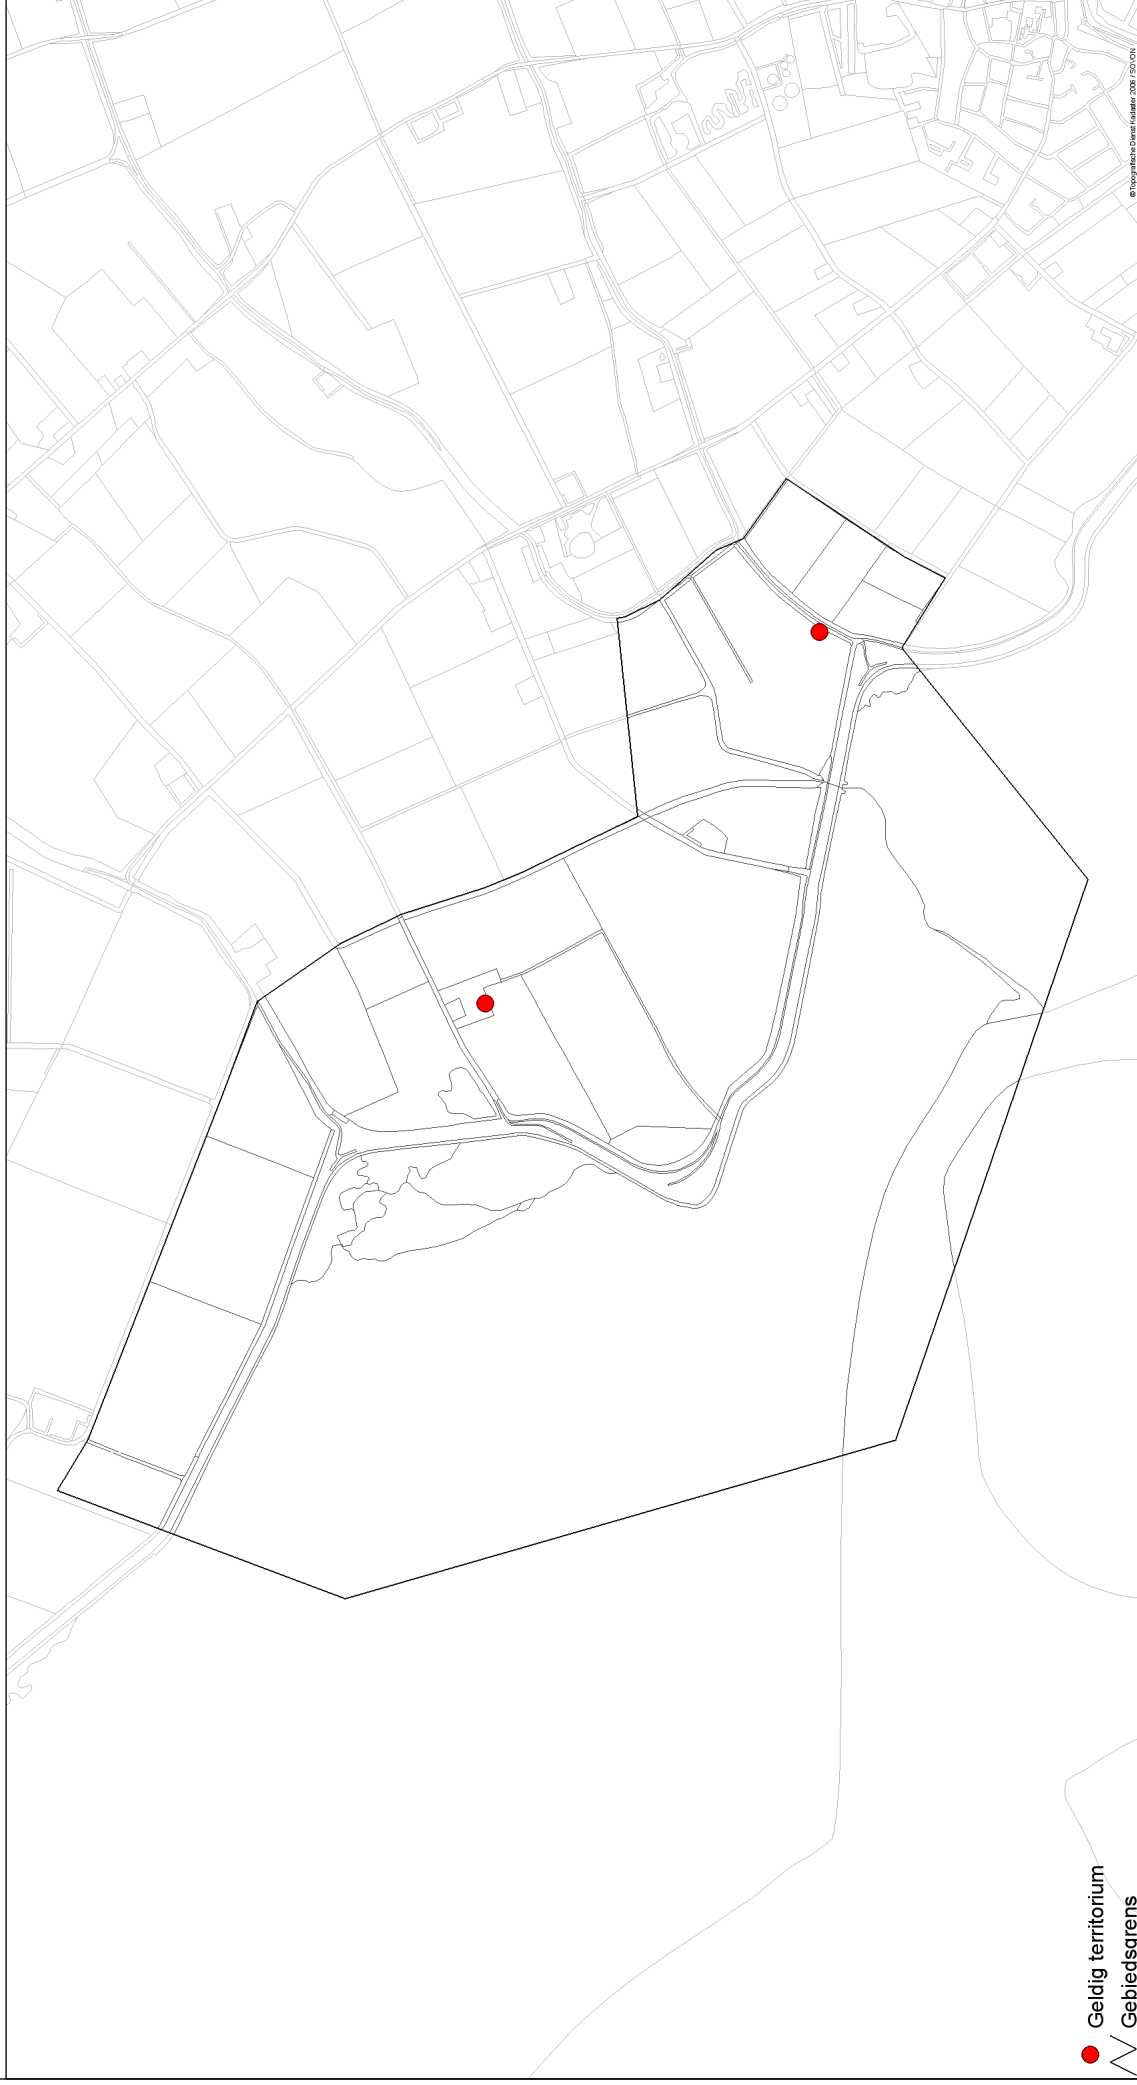 © Topografische Dienst Kadaster 2006 / SOVON
Geldig territorium
Gebiedsgrens